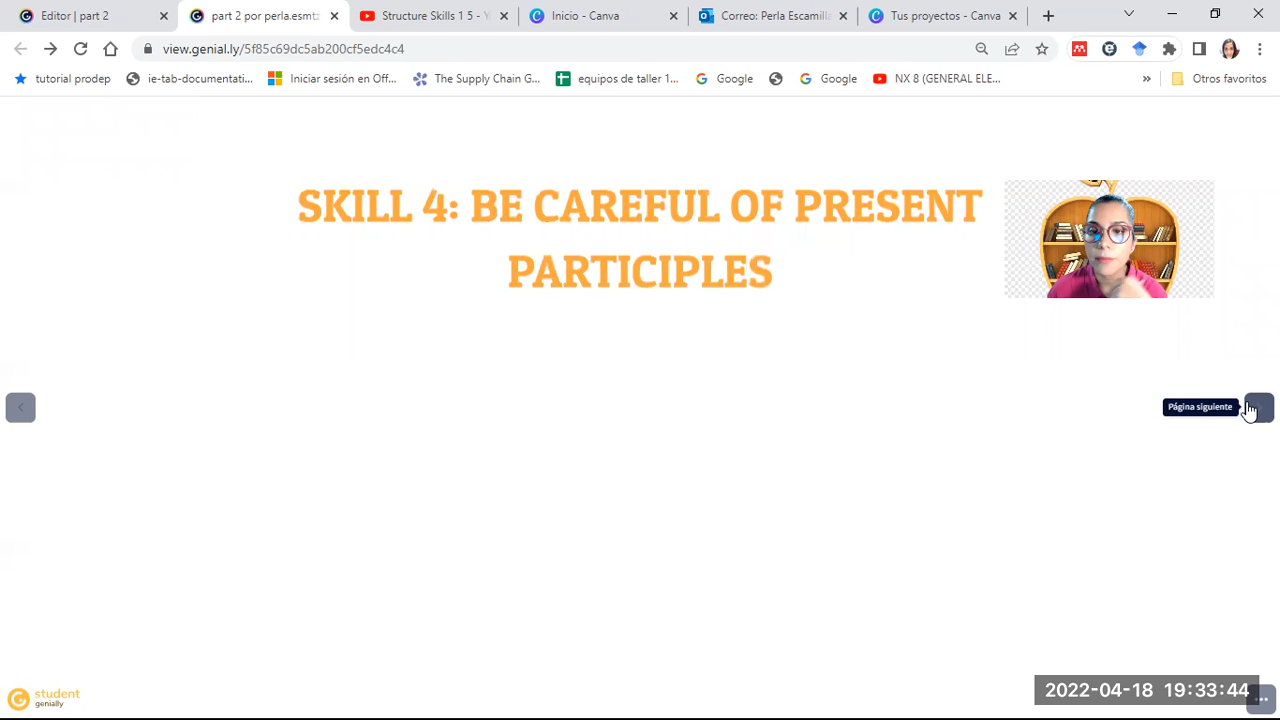 Editor | part 2
part 2 por perla.esmt
Structure Skills 1 5 - Y
Inicio - Canva
Correo: Perla Escamill
Tus proyectos - Canva
view.genial.ly/5f85c69dc5ab200cf5edc4c4
tutorial prodep
ie-tab-documentati...
Iniciar sesión en Off...
The Supply Chain G...
equipos de taller 1...
Google
Google
NX 8 (GENERAL ELE...
»
Otros favoritos
SKILL 4: BE CAREFUL OF PRESENT
PARTICIPLES
Página siguiente
student
genially
2022-04-18 19:33:44